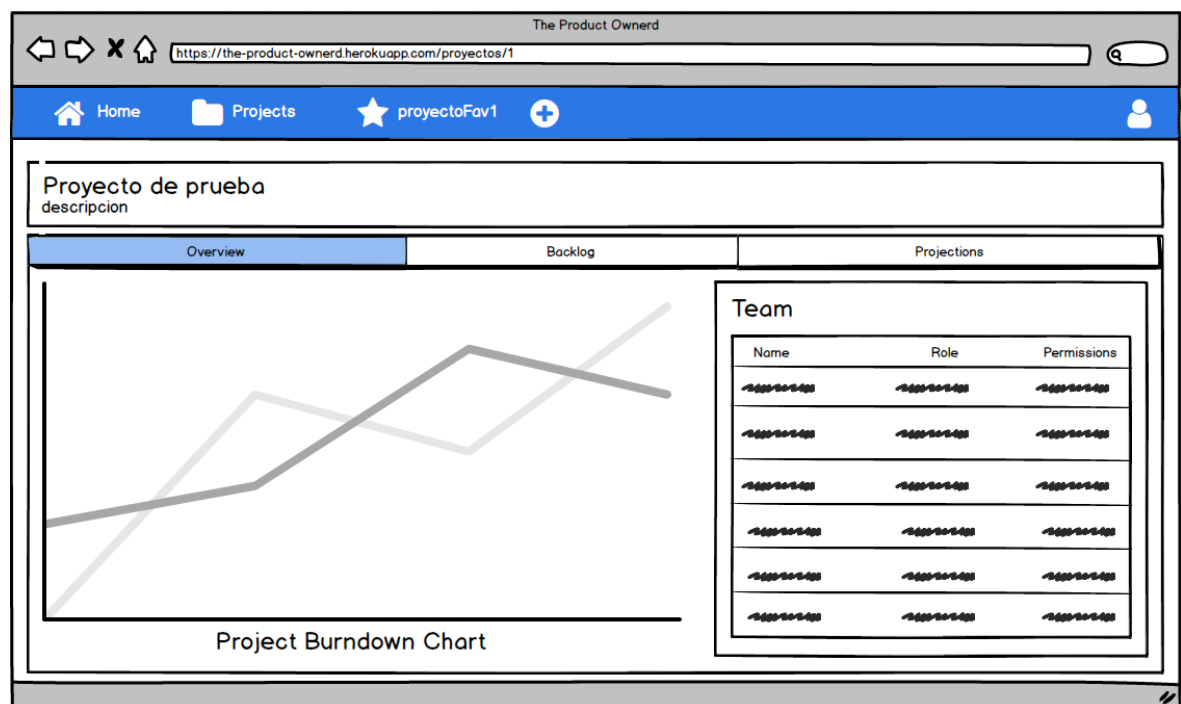 The Product Ownerd
https://the-product-ownerd.herokuapp.com/proyectos/1
Home Projects proyectoFav1
Proyecto de prueba
descripcion
Overview Backlog Projections
Team
Name Role Permissions
Project Burndown Chart